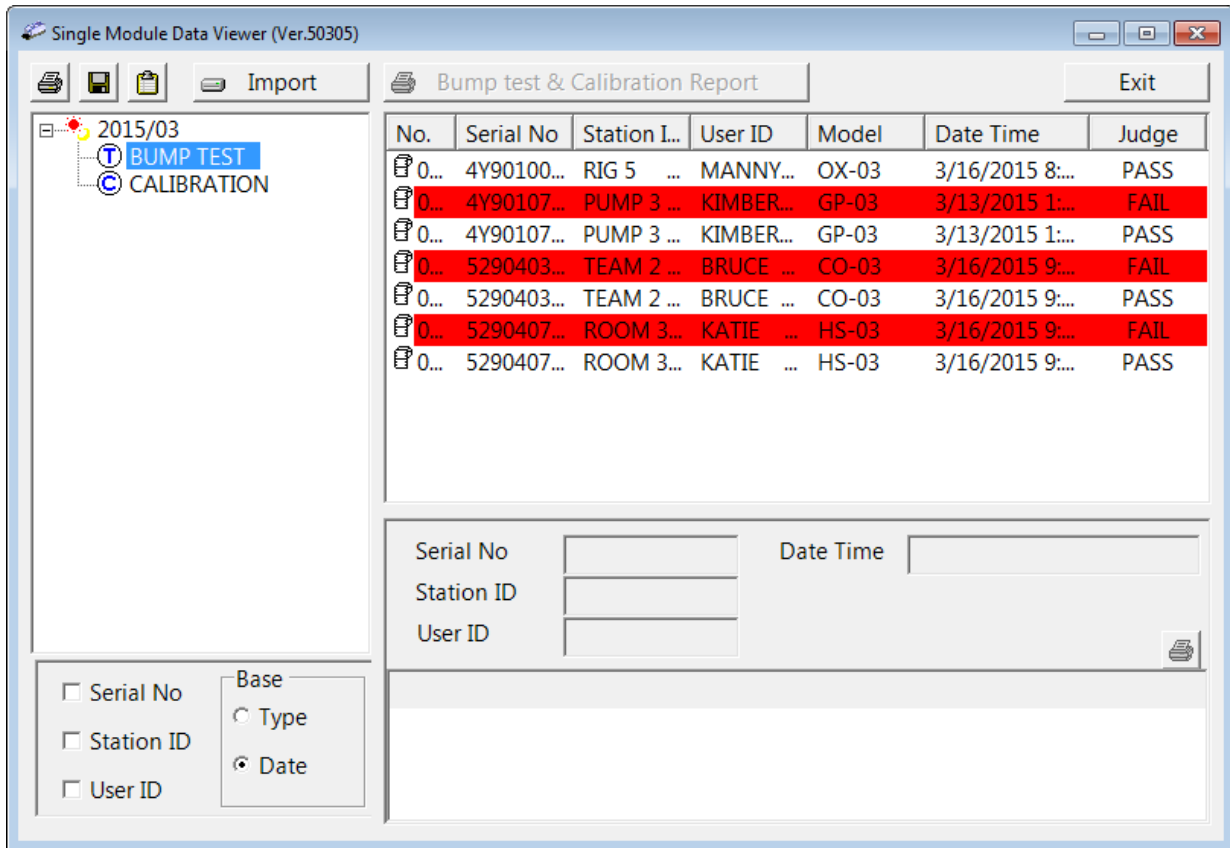 Single Module Data Viewer (Ver.50305)
Import Bump test & Calibration Report Exit
2015/03
T BUMP TEST
C CALIBRATION
No. Serial No Station I... User ID Model Date Time Judge
0... 4Y90100... RIG 5 ... MANNY... OX-03 3/16/2015 8:... PASS
0... 4Y90107... PUMP 3 ... KIMBER... GP-03 3/13/2015 1:... FAIL
0... 4Y90107... PUMP 3 ... KIMBER... GP-03 3/13/2015 1:... PASS
0... 5290403... TEAM 2 ... BRUCE ... CO-03 3/16/2015 9:... FAIL
0... 5290403... TEAM 2 ... BRUCE ... CO-03 3/16/2015 9:... PASS
0... 5290407... ROOM 3... KATIE ... HS-03 3/16/2015 9:... FAIL
0... 5290407... ROOM 3... KATIE ... HS-03 3/16/2015 9:... PASS
Serial No Date Time
Station ID
User ID
Serial No
Station ID
User ID
Base
Type
Date